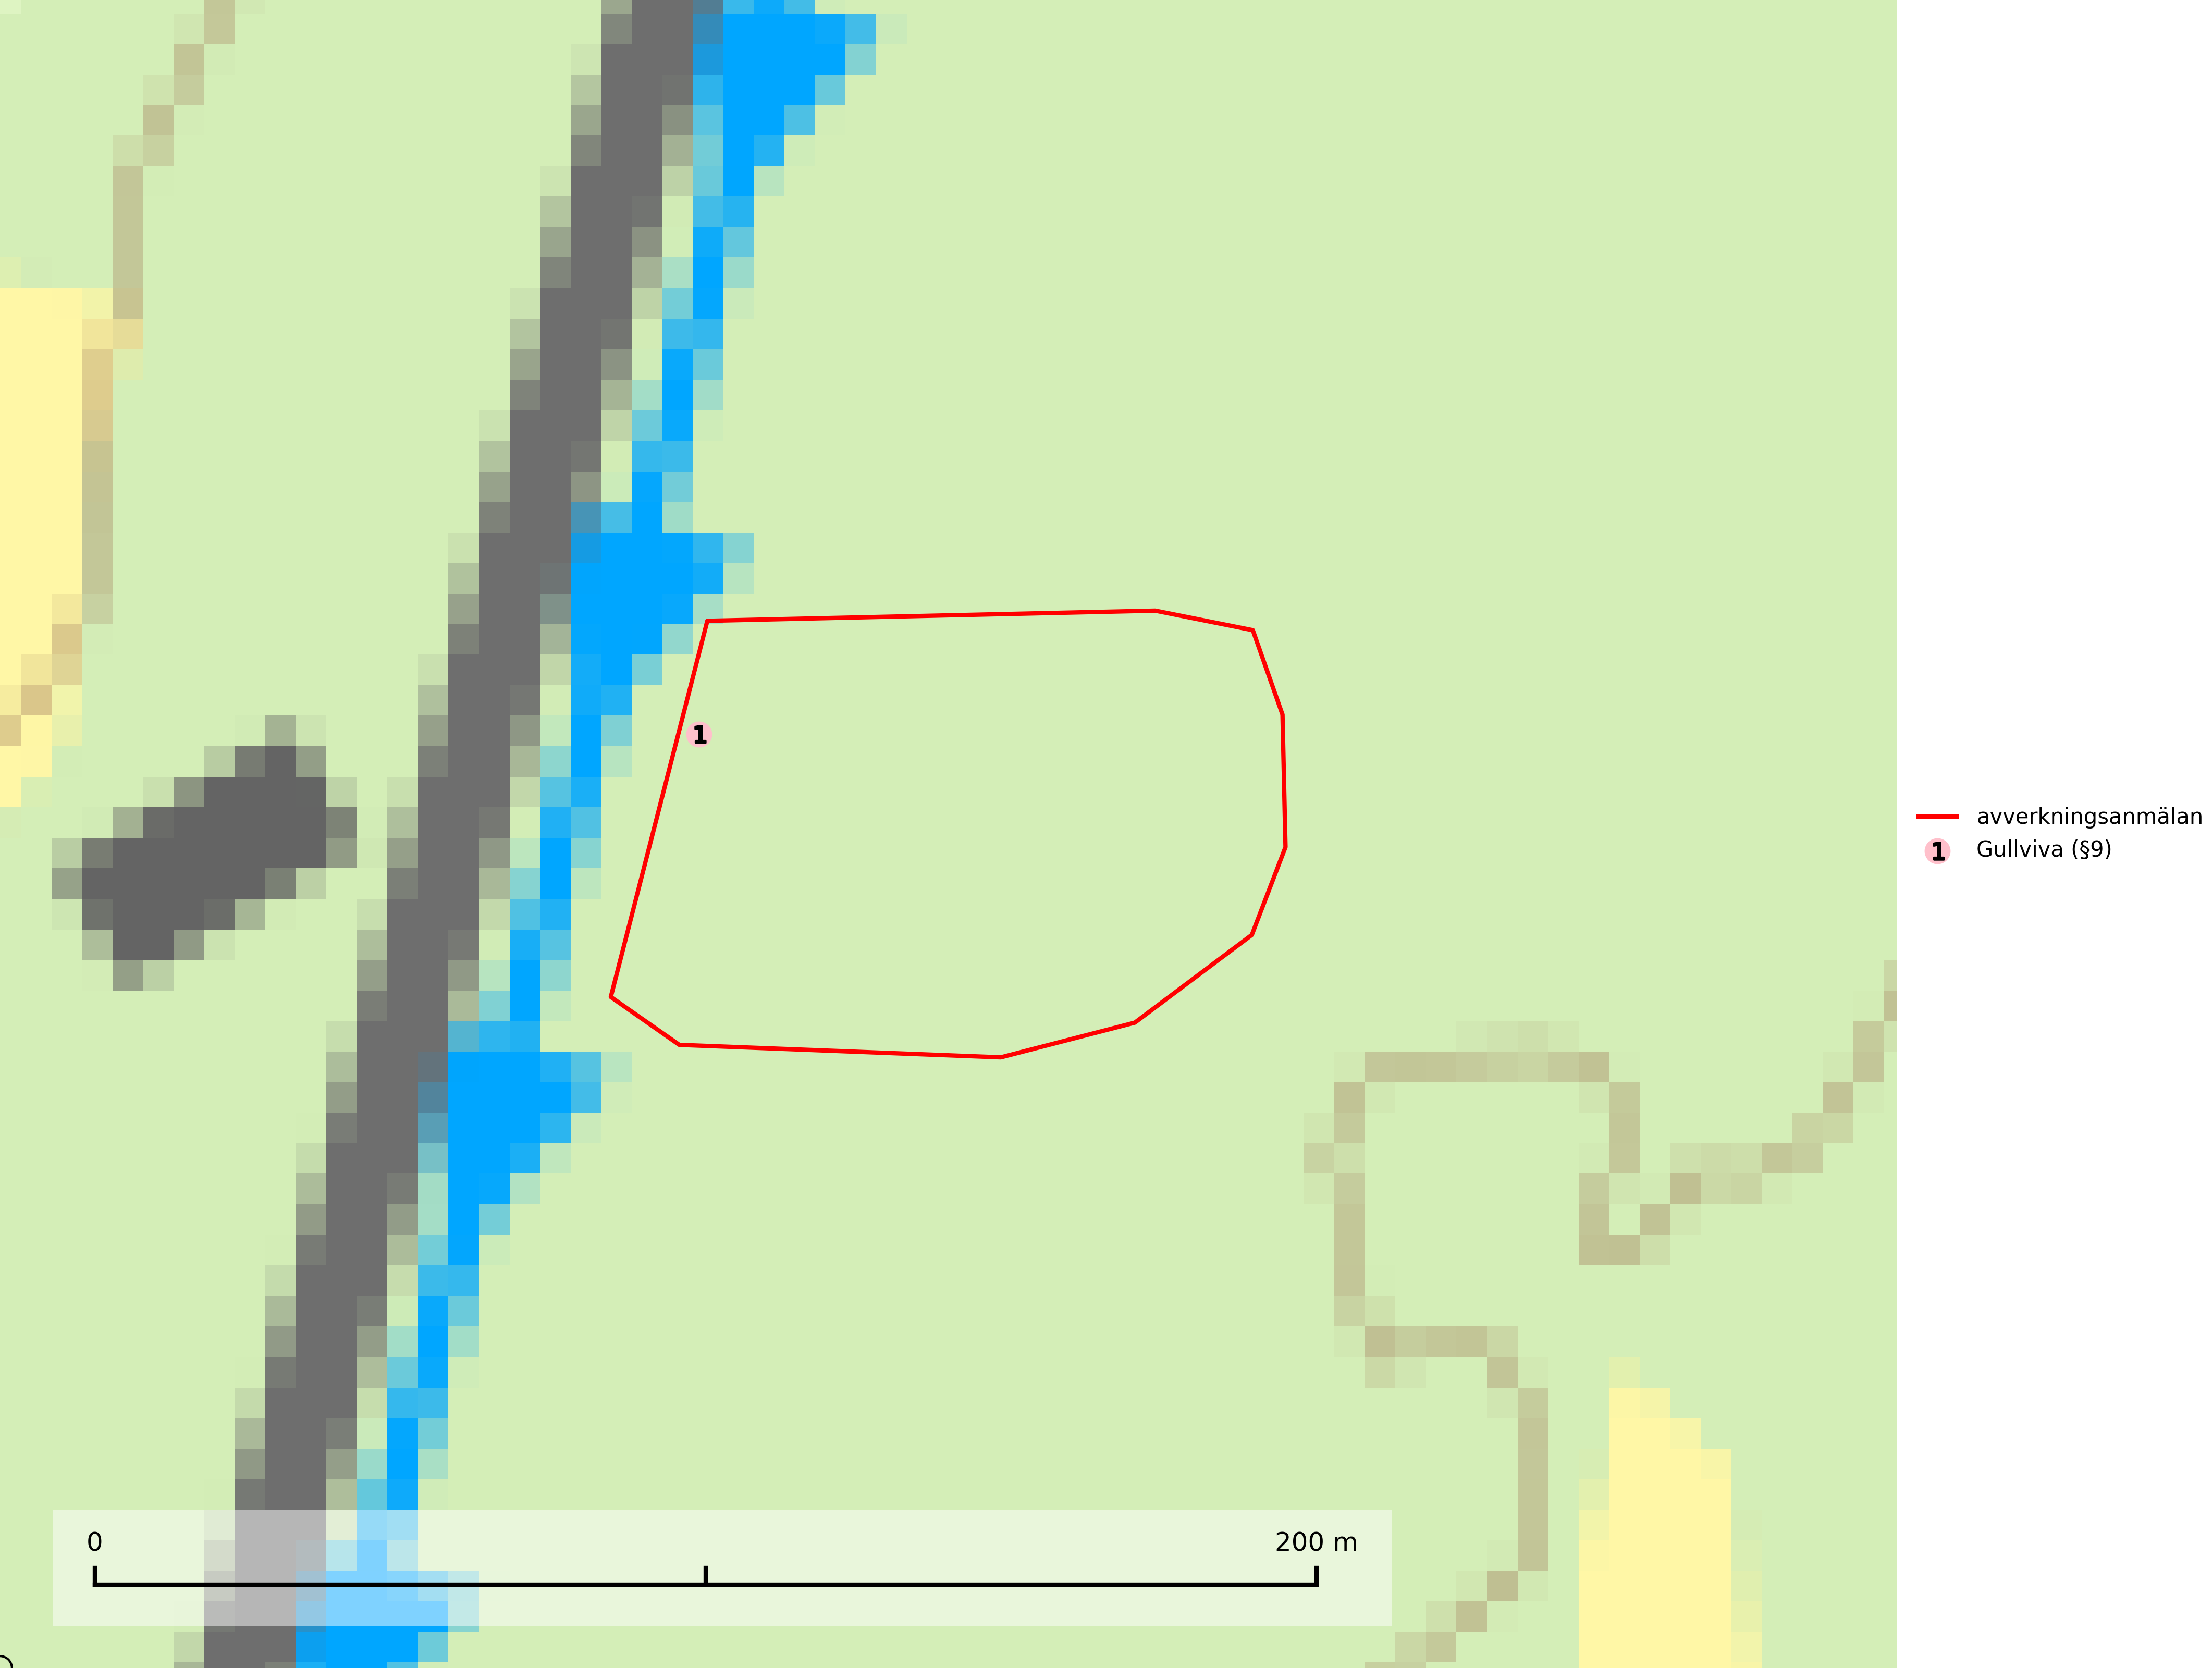 1
avverkningsanmälan
1 Gullviva (§9)
0 200 m